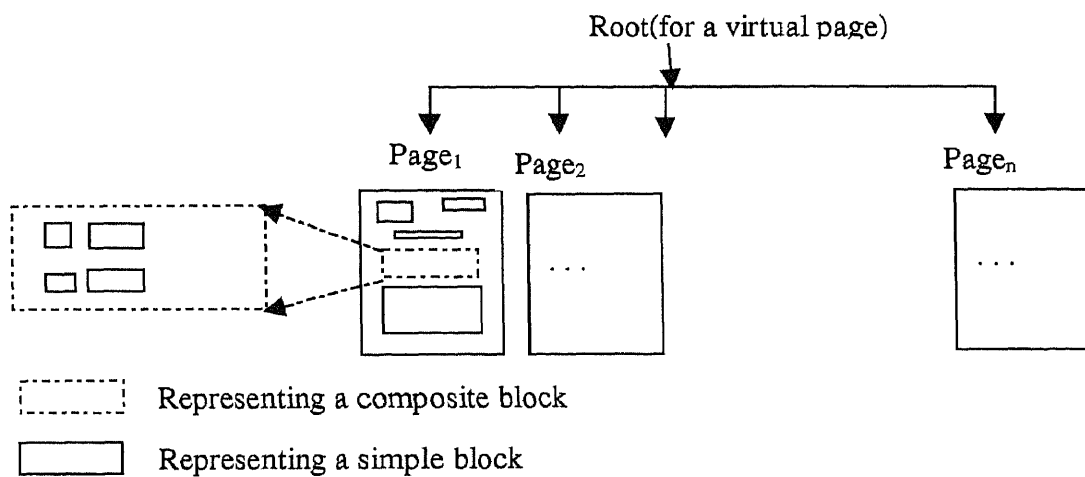 Root(for a virtual page)
Page₁ Page₂ Pageₙ
. . . . . .
Representing a composite block
Representing a simple block